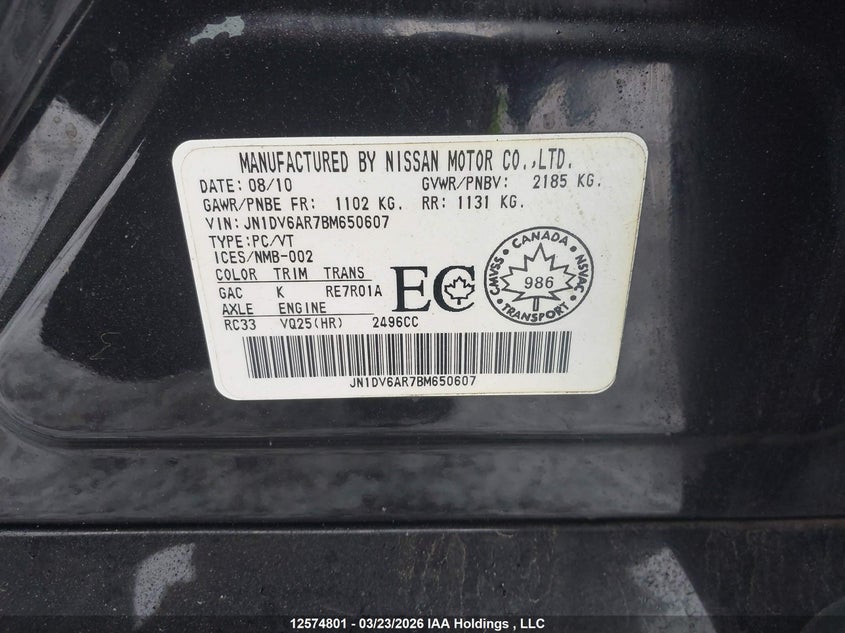 MANUFACTURED BY NISSAN MOTOR CO.,LTD.
DATE: 08/10 GVWR/PNBV: 2185 KG.
GAWR/PNBE FR: 1102 KG. RR: 1131 KG.
VIN: JN1DV6AR7BM650607
TYPE:PC/VT
ICES/NMB-002
COLOR TRIM TRANS
GAC K RE7R01A
AXLE ENGINE
RC33 VQ25(HR) 2496CC
EC
CANADA
CMVSS NSVAC
986
TRANSPORT
JN1DV6AR7BM650607
12574801 - 03/23/2026 IAA Holdings , LLC